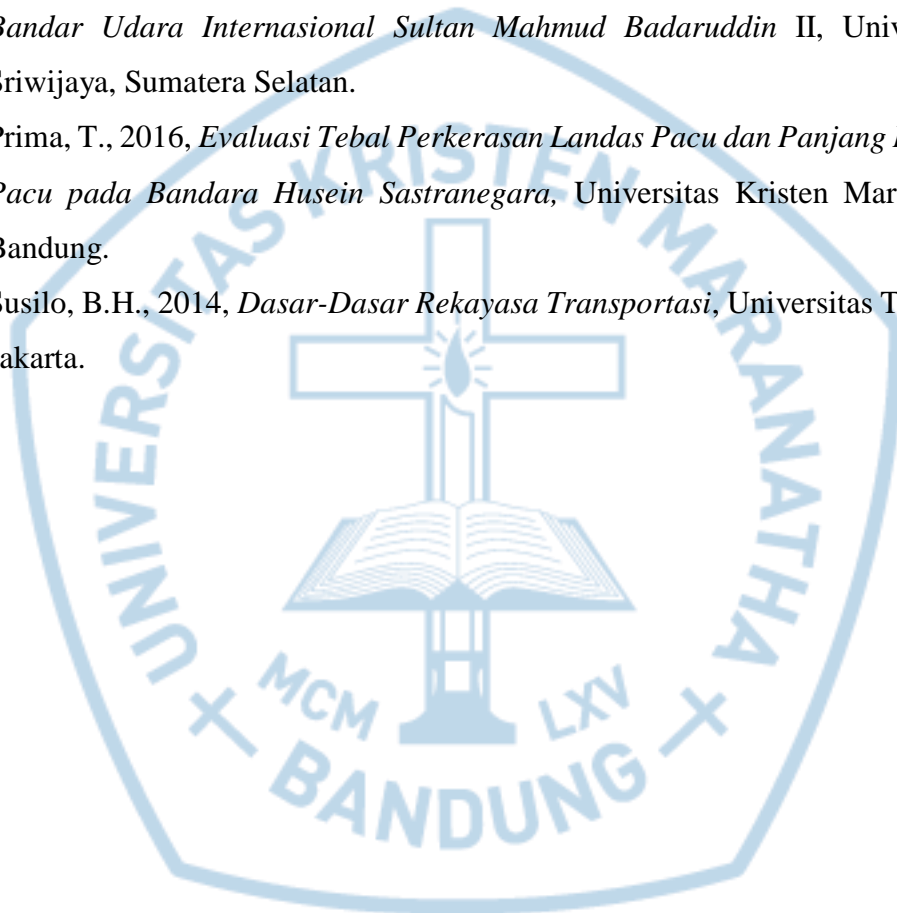 Bandar Udara Internasional Sultan Mahmud Badaruddin II, Univ
Sriwijaya, Sumatera Selatan.
Prima, T., 2016, Evaluasi Tebal Perkerasan Landas Pacu dan Panjang
Pacu pada Bandara Husein Sastranegara, Universitas Kristen Mar
Bandung.
Susilo, B.H., 2014, Dasar-Dasar Rekayasa Transportasi, Universitas T
Jakarta.
UNIVERSITAS KRISTEN MARANATHA
MCM LXV
BANDUNG